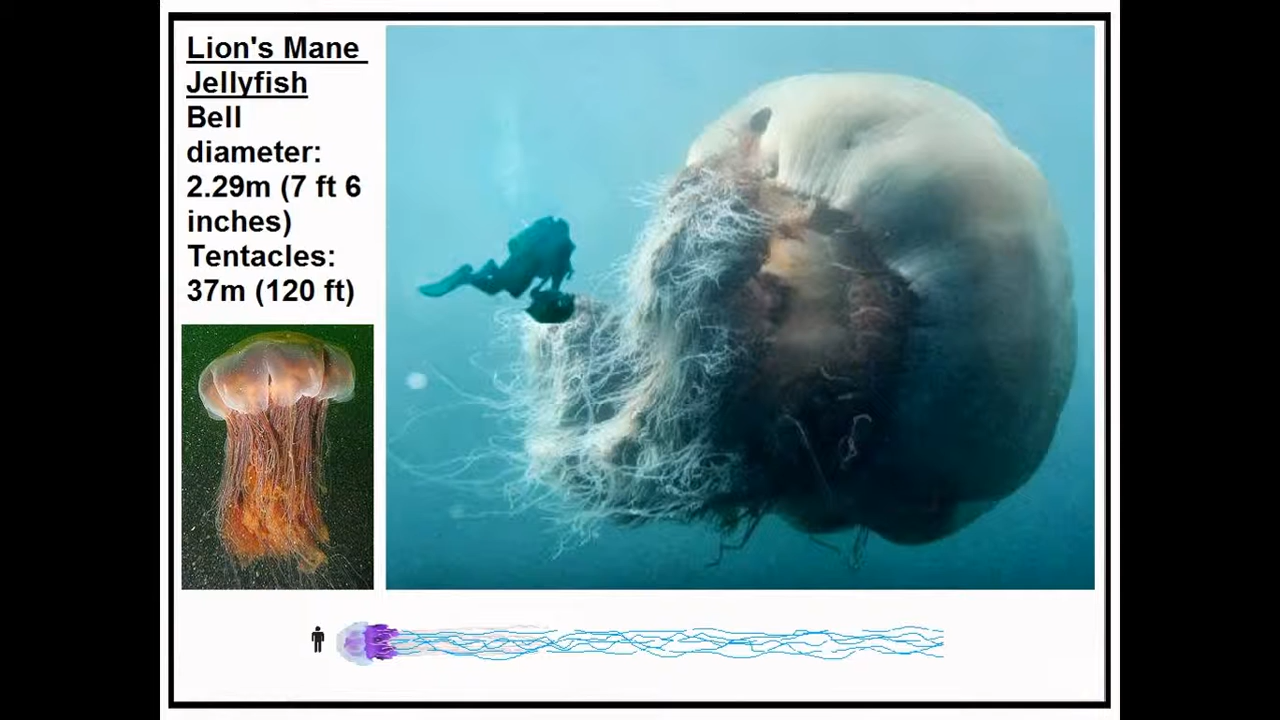 Lion's Mane
Jellyfish
Bell
diameter:
2.29m (7 ft 6
inches)
Tentacles:
37m (120 ft)